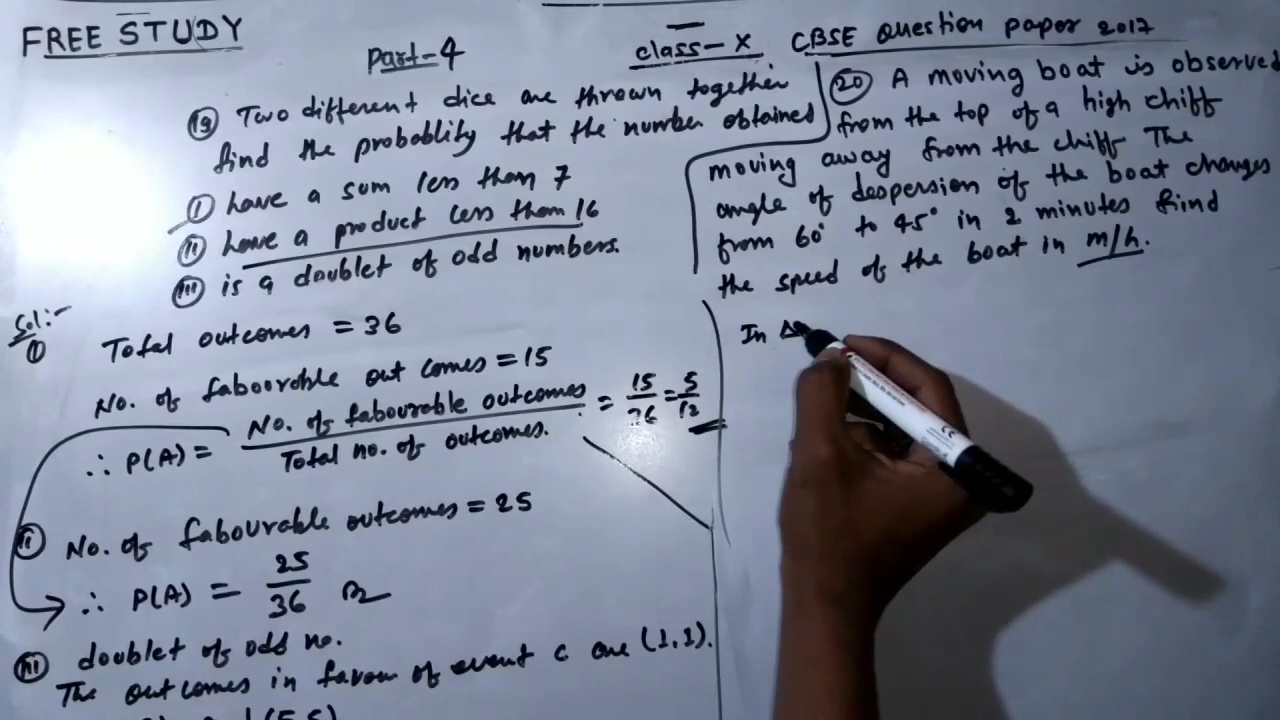 FREE STUDY
Part-4
class-X CBSE Question paper 2017
(19) Two different dice are thrown together
find the probablity that the number obtained
(I) have a sum less than 7
(II) have a product less than 16
(III) is a doublet of odd numbers.
Sol:-
(I) Total outcomes = 36
No. of faboorable out comes = 15
∴ P(A) = No. of fabourable outcomes / Total no. of outcomes. = 15/36 = 5/12
(II) No. of fabourable outcomes = 25
∴ P(A) = 25/36
(III) doublet of odd no.
The outcomes in favour of event c are (1,1).
(5,5)
(20) A moving boat is observed
from the top of a high chiff
moving away from the chiff The
angle of despersion of the boat changes
from 60° to 45° in 2 minutes find
the speed of the boat in m/h.
In Δ